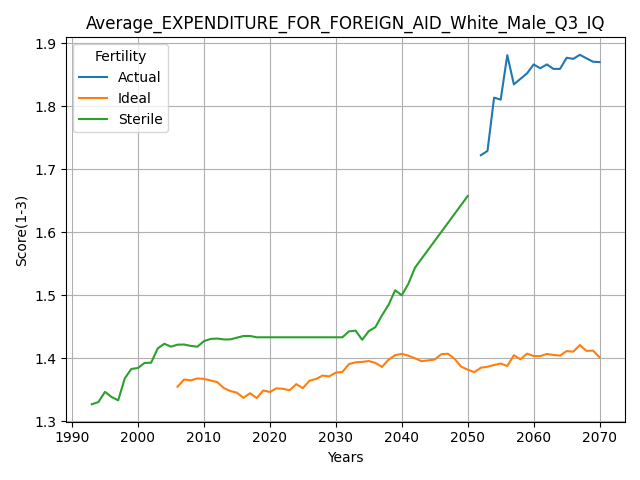 Average_EXPENDITURE_FOR_FOREIGN_AID_White_Male_Q3_IQ
Fertility
Actual
Ideal
Sterile
Score(1-3)
1.9
1.8
1.7
1.6
1.5
1.4
1.3
1990 2000 2010 2020 2030 2040 2050 2060 2070
Years